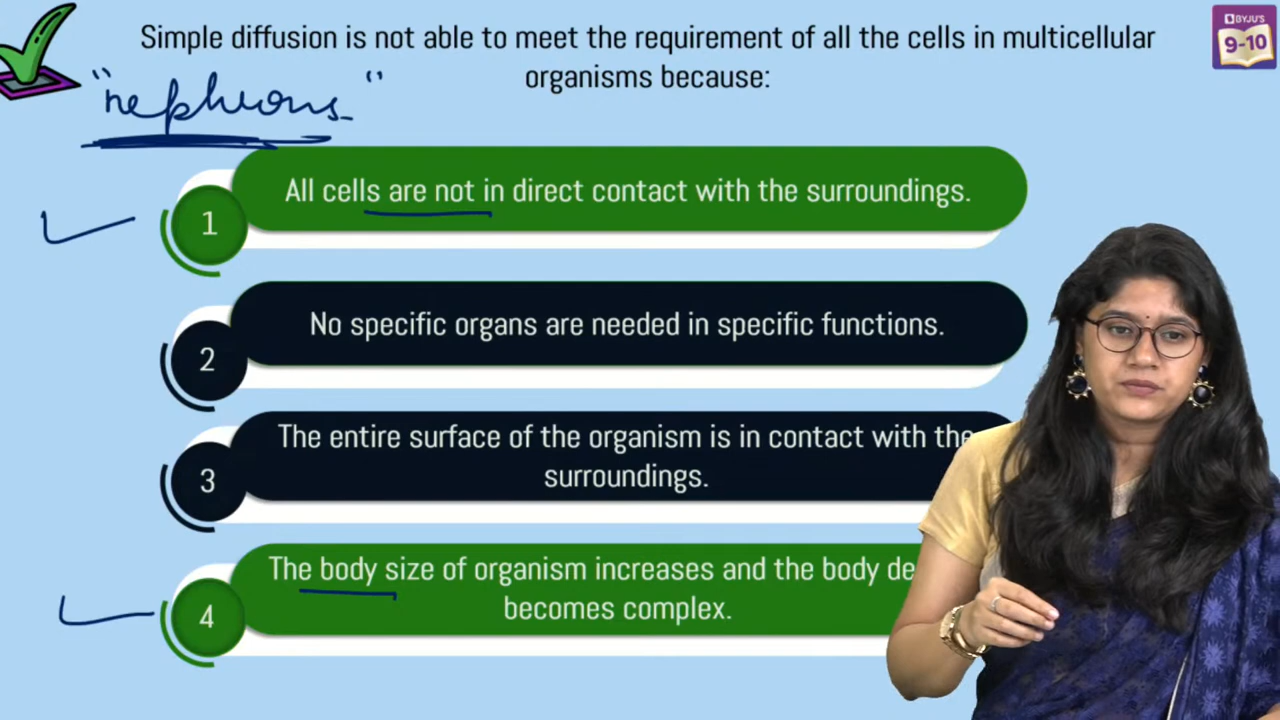 BYJU'S
9-10
Simple diffusion is not able to meet the requirement of all the cells in multicellular
organisms because:
"nephrons"
1
All cells are not in direct contact with the surroundings.
2
No specific organs are needed in specific functions.
3
The entire surface of the organism is in contact with the
surroundings.
4
The body size of organism increases and the body de
becomes complex.